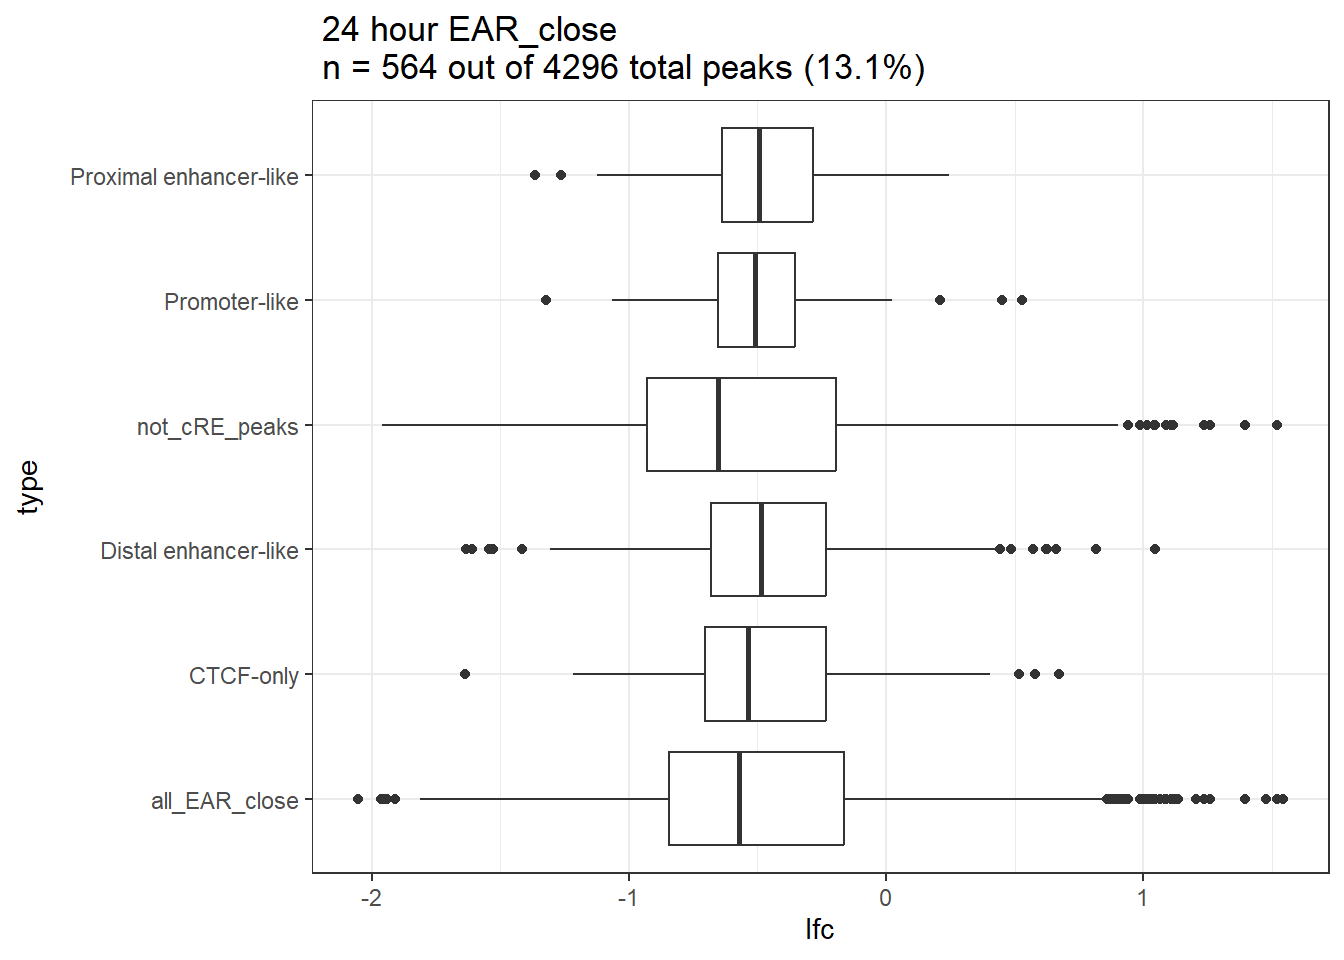 24 hour EAR_close
n = 564 out of 4296 total peaks (13.1%)
Proximal enhancer-like
Promoter-like
not_cRE_peaks
Distal enhancer-like
CTCF-only
all_EAR_close
type
-2
-1
0
1
lfc